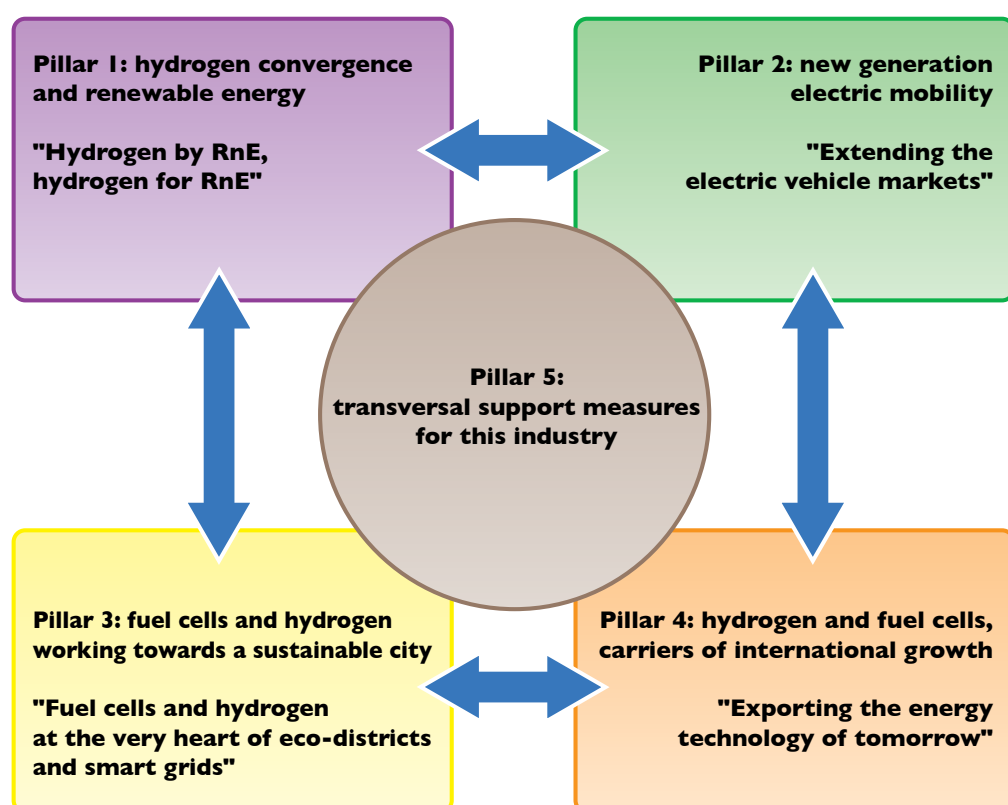 Pillar 1: hydrogen convergence
and renewable energy
"Hydrogen by RnE,
hydrogen for RnE"
Pillar 2: new generation
electric mobility
"Extending the
electric vehicle markets"
Pillar 5:
transversal support measures
for this industry
Pillar 3: fuel cells and hydrogen
working towards a sustainable city
"Fuel cells and hydrogen
at the very heart of eco-districts
and smart grids"
Pillar 4: hydrogen and fuel cells,
carriers of international growth
"Exporting the energy
technology of tomorrow"